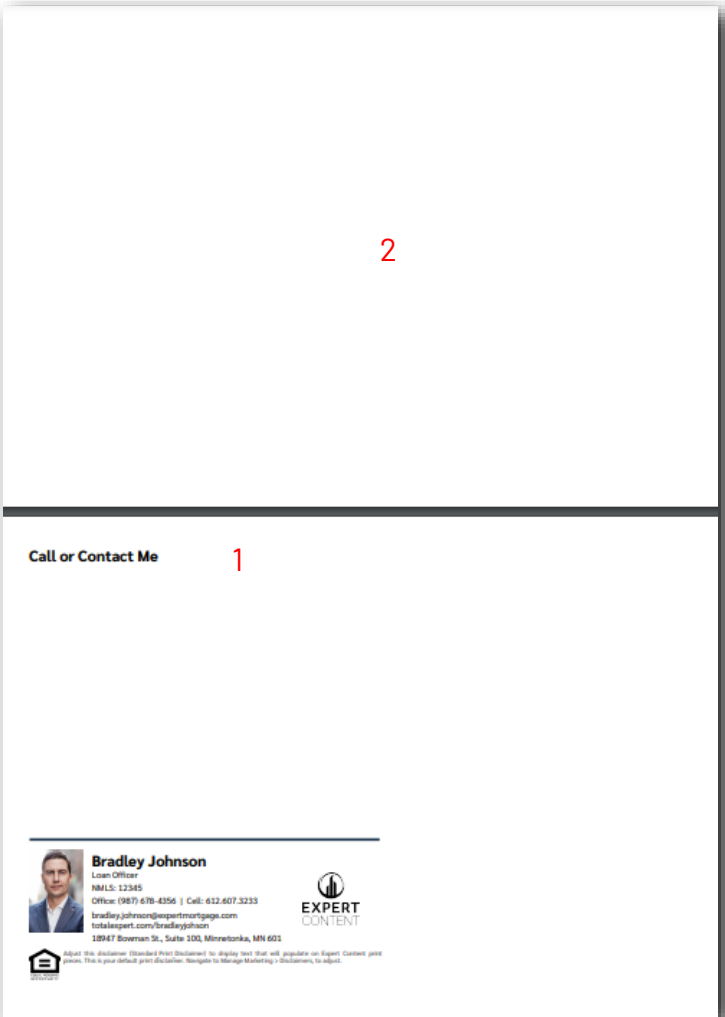 2
Call or Contact Me
1
Bradley Johnson
Loan Officer
NMLS: 12345
Office: (987) 678-4356 | Cell: 612.607.3233
bradley.johnson@expertmortgage.com
totalexpert.com/bradleyjohson
18947 Bowman St., Suite 100, Minnetonka, MN 601
EXPERT
CONTENT
Adjust this disclaimer (Standard Print Disclaimer) to display text that will populate on Expert Content print
pieces. This is your default print disclaimer. Navigate to Manage Marketing > Disclaimers, to adjust.